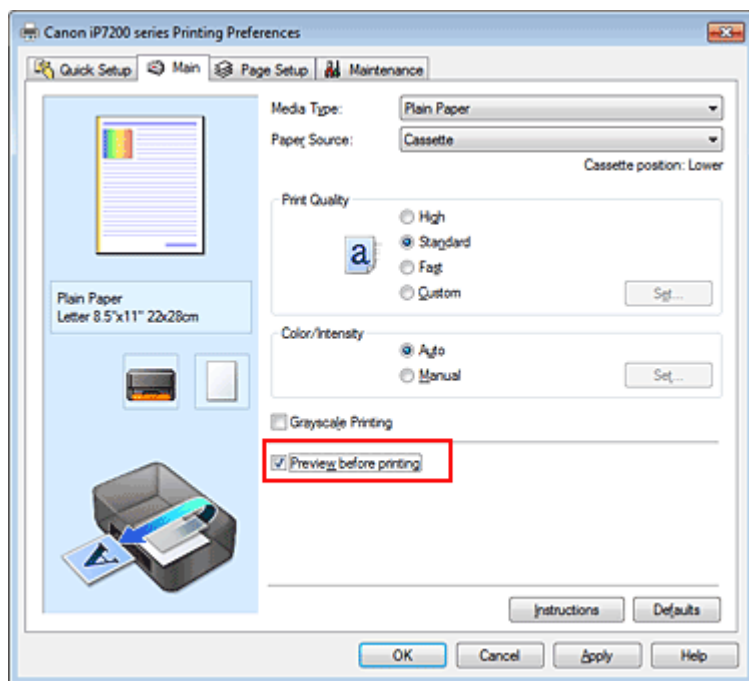 Canon iP7200 series Printing Preferences
Quick Setup
Main
Page Setup
Maintenance
Media Type:
Plain Paper
Paper Source:
Cassette
Cassette position: Lower
Print Quality
High
a
Standard
Fast
Custom
Set...
Plain Paper
Letter 8.5"x11" 22x28cm
Color/Intensity
Auto
Manual
Set...
Grayscale Printing
Preview before printing
A
Instructions
Defaults
OK
Cancel
Apply
Help